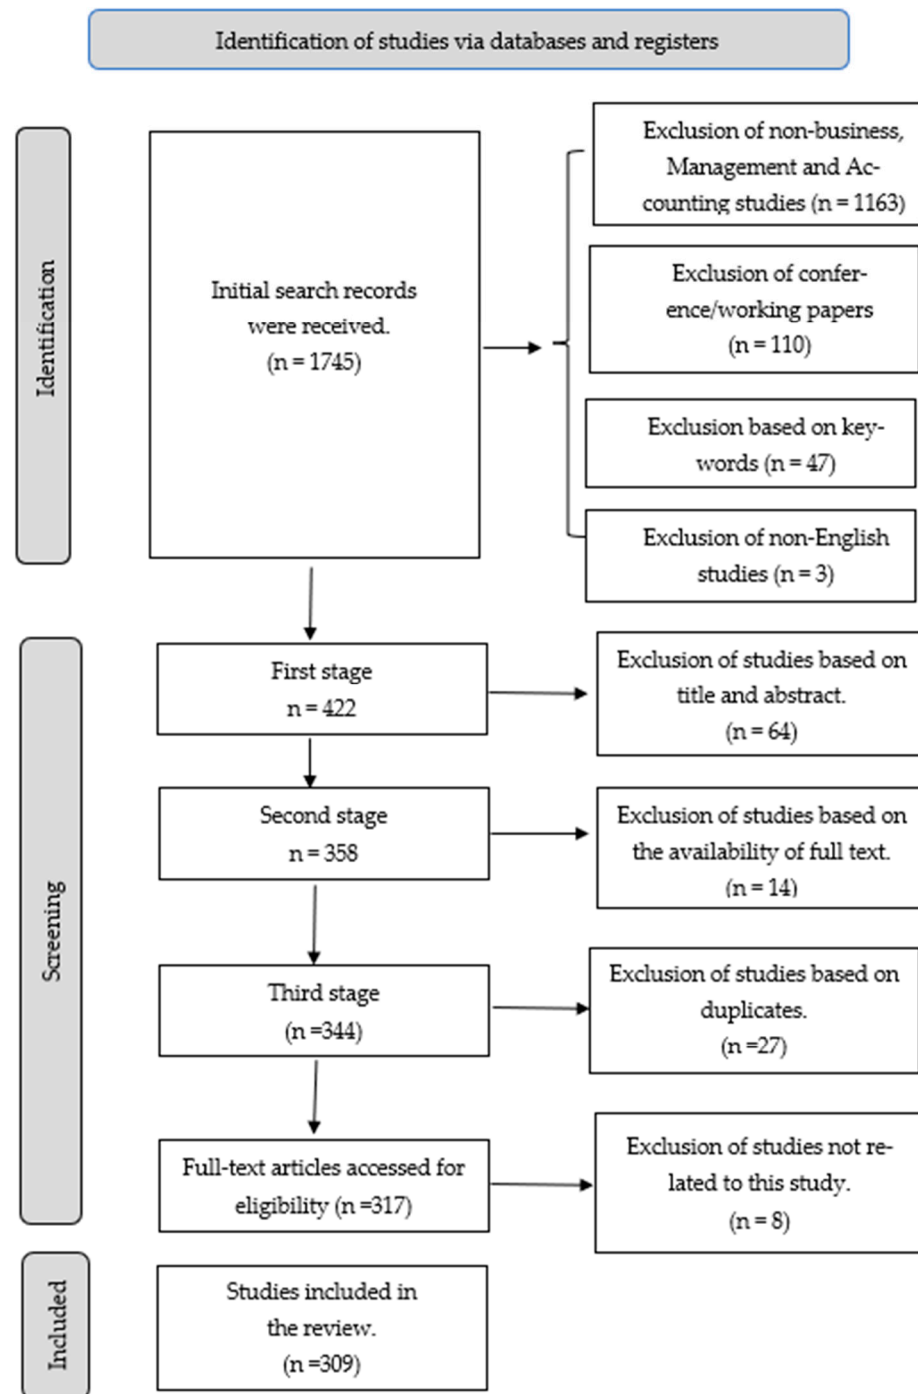 Identification of studies via databases and registers
Identification
Initial search records
were received.
(n = 1745)
Exclusion of non-business,
Management and Ac-
counting studies (n = 1163)
Exclusion of confer-
ence/working papers
(n = 110)
Exclusion based on key-
words (n = 47)
Exclusion of non-English
studies (n = 3)
Screening
First stage
n = 422
Exclusion of studies based on
title and abstract.
(n = 64)
Second stage
n = 358
Exclusion of studies based on
the availability of full text.
(n = 14)
Third stage
(n =344)
Exclusion of studies based on
duplicates.
(n =27)
Full-text articles accessed for
eligibility (n =317)
Exclusion of studies not re-
lated to this study.
(n = 8)
Included
Studies included in
the review.
(n =309)